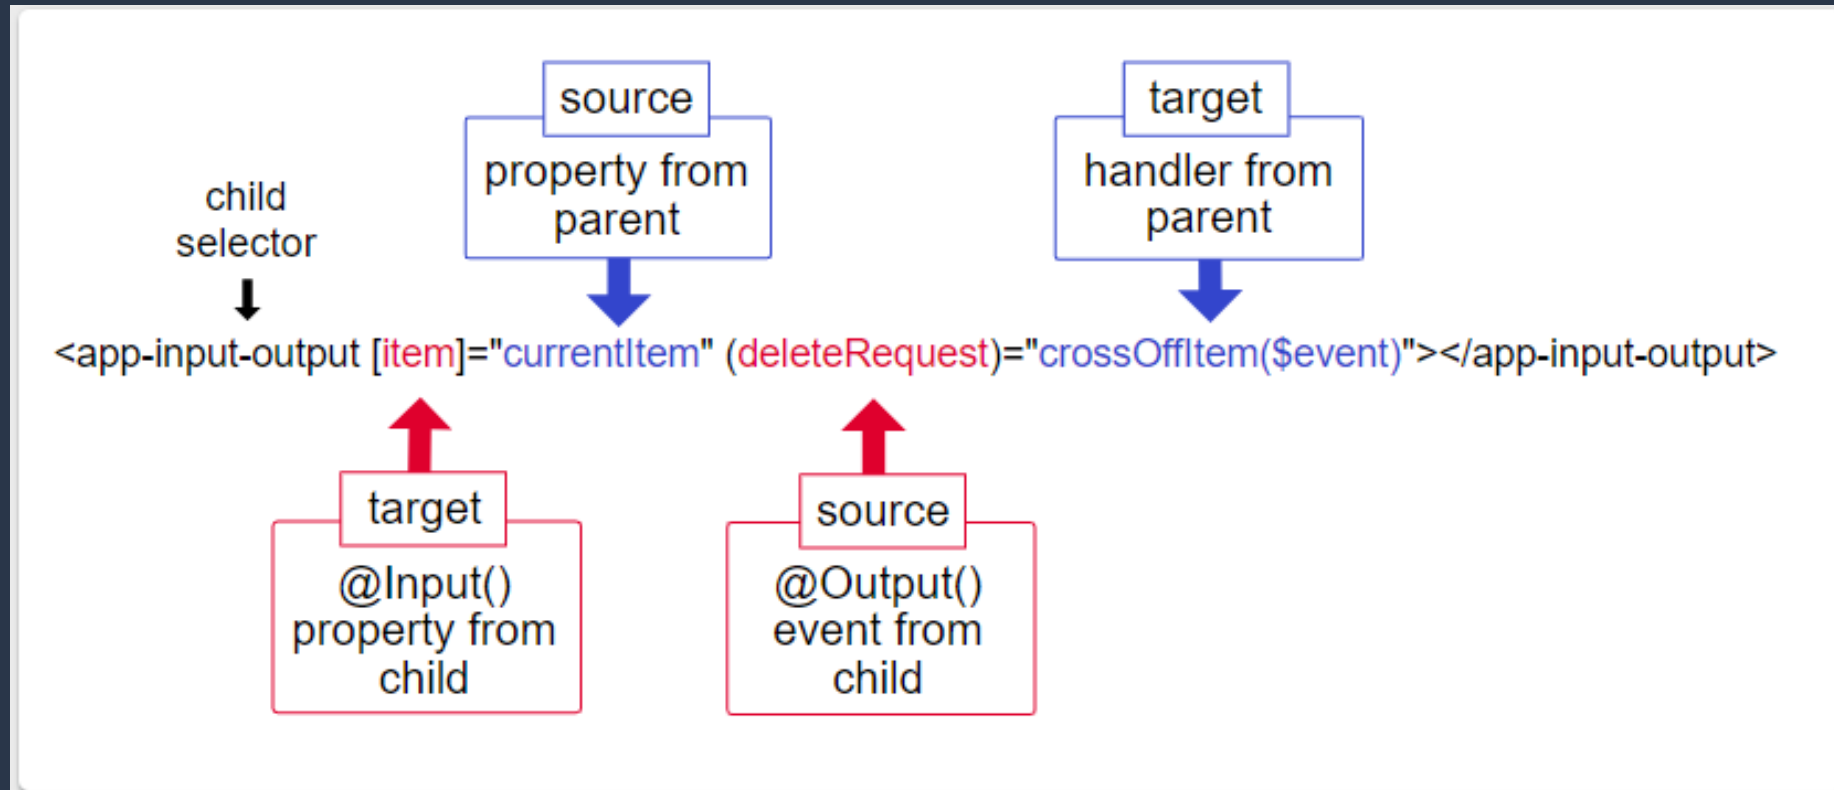 source
property from
parent
target
handler from
parent
child
selector
<app-input-output [item]="currentItem" (deleteRequest)="crossOffItem($event)"></app-input-output>
target
@Input()
property from
child
source
@Output()
event from
child